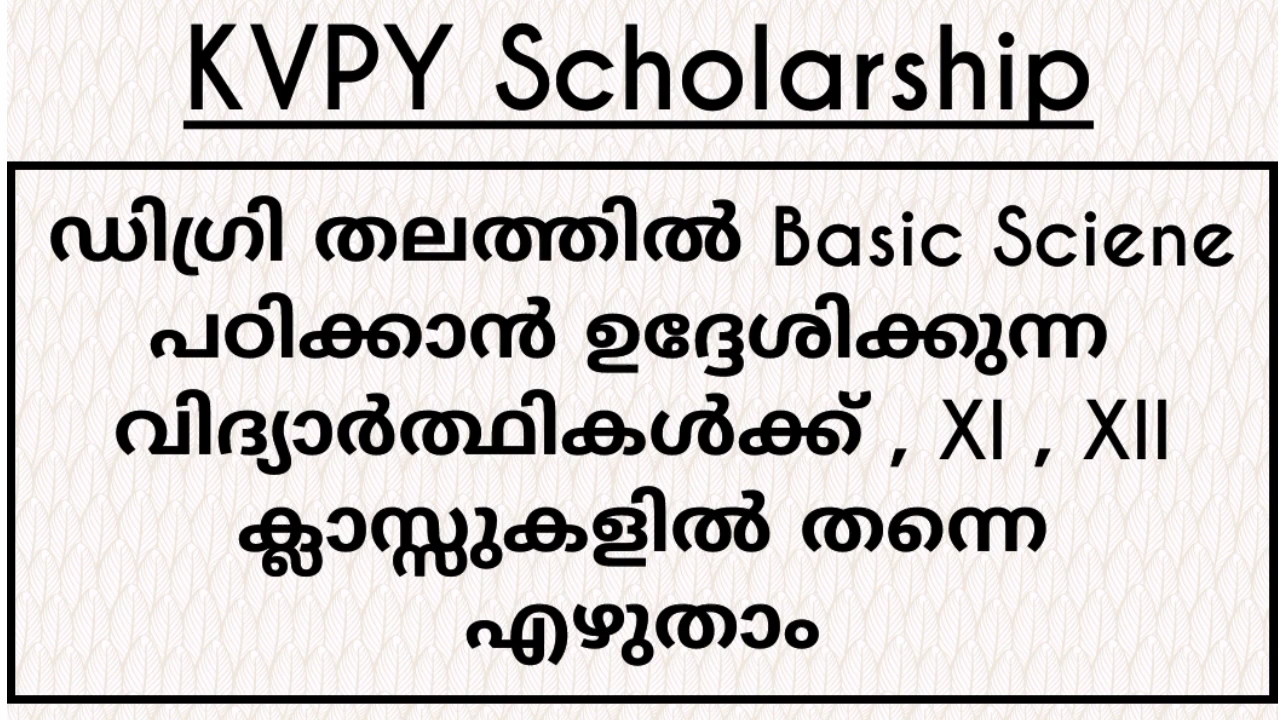 KVPY Scholarship
ഡിഗ്രി തലത്തിൽ Basic Sciene
പഠിക്കാൻ ഉദ്ദേശിക്കുന്ന
വിദ്യാർത്ഥികൾക്ക് , XI , XII
ക്ലാസ്സുകളിൽ തന്നെ
എഴുതാം